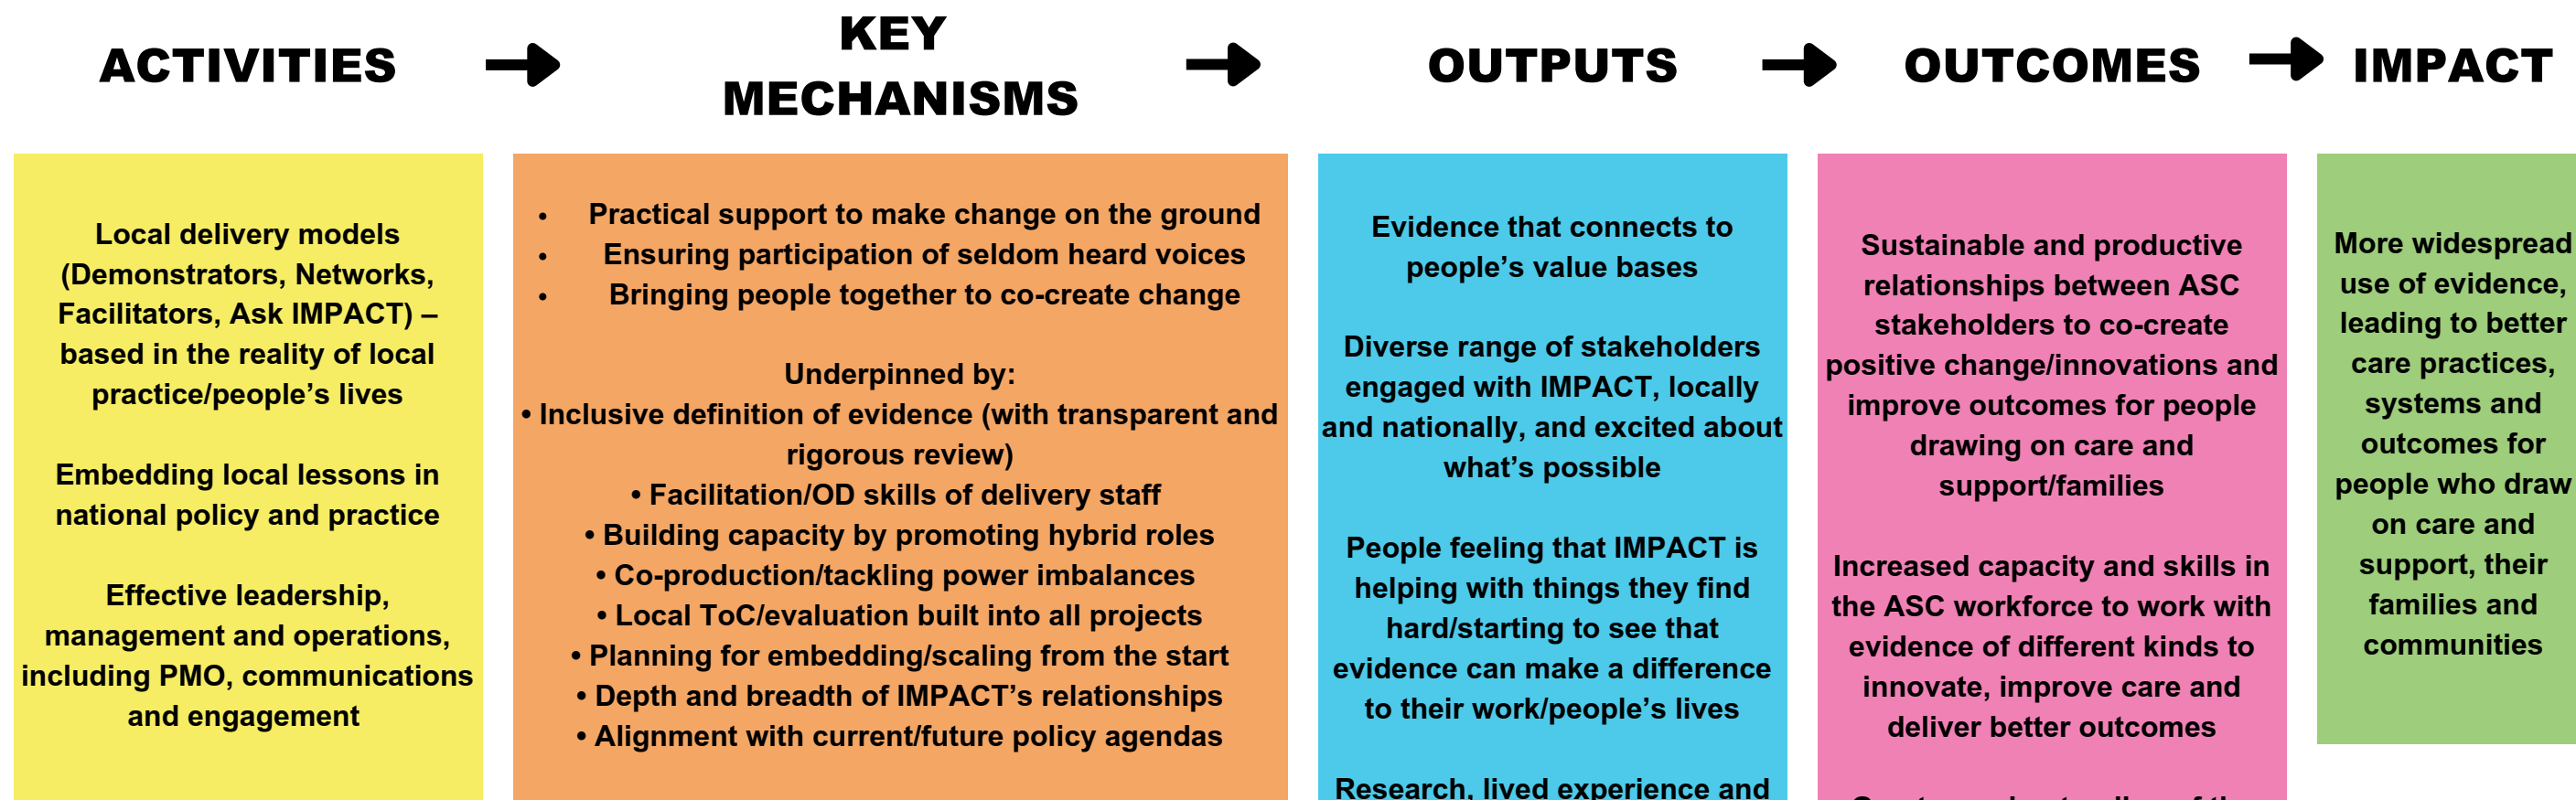 ACTIVITIES
KEY
MECHANISMS
OUTPUTS
OUTCOMES
IMPACT
Local delivery models
(Demonstrators, Networks,
Facilitators, Ask IMPACT) –
based in the reality of local
practice/people’s lives
Embedding local lessons in
national policy and practice
Effective leadership,
management and operations,
including PMO, communications
and engagement
• Practical support to make change on the ground
• Ensuring participation of seldom heard voices
• Bringing people together to co-create change
Underpinned by:
• Inclusive definition of evidence (with transparent and
rigorous review)
• Facilitation/OD skills of delivery staff
• Building capacity by promoting hybrid roles
• Co-production/tackling power imbalances
• Local ToC/evaluation built into all projects
• Planning for embedding/scaling from the start
• Depth and breadth of IMPACT’s relationships
• Alignment with current/future policy agendas
Evidence that connects to
people’s value bases
Diverse range of stakeholders
engaged with IMPACT, locally
and nationally, and excited about
what’s possible
People feeling that IMPACT is
helping with things they find
hard/starting to see that
evidence can make a difference
to their work/people’s lives
Research, lived experience and
Sustainable and productive
relationships between ASC
stakeholders to co-create
positive change/innovations and
improve outcomes for people
drawing on care and
support/families
Increased capacity and skills in
the ASC workforce to work with
evidence of different kinds to
innovate, improve care and
deliver better outcomes
More widespread
use of evidence,
leading to better
care practices,
systems and
outcomes for
people who draw
on care and
support, their
families and
communities